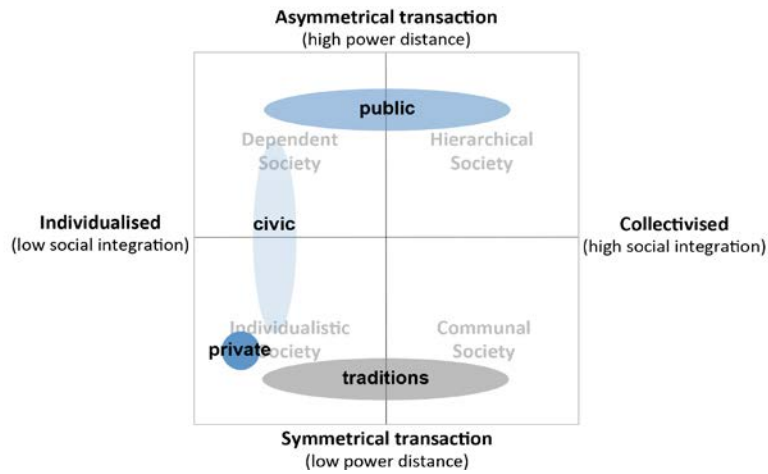 Asymmetrical transaction
(high power distance)
public
Dependent
Society
Hierarchical
Society
Individualised
(low social integration)
civic
Collectivised
(high social integration)
Individualistic
Society
private
Communal
Society
traditions
Symmetrical transaction
(low power distance)